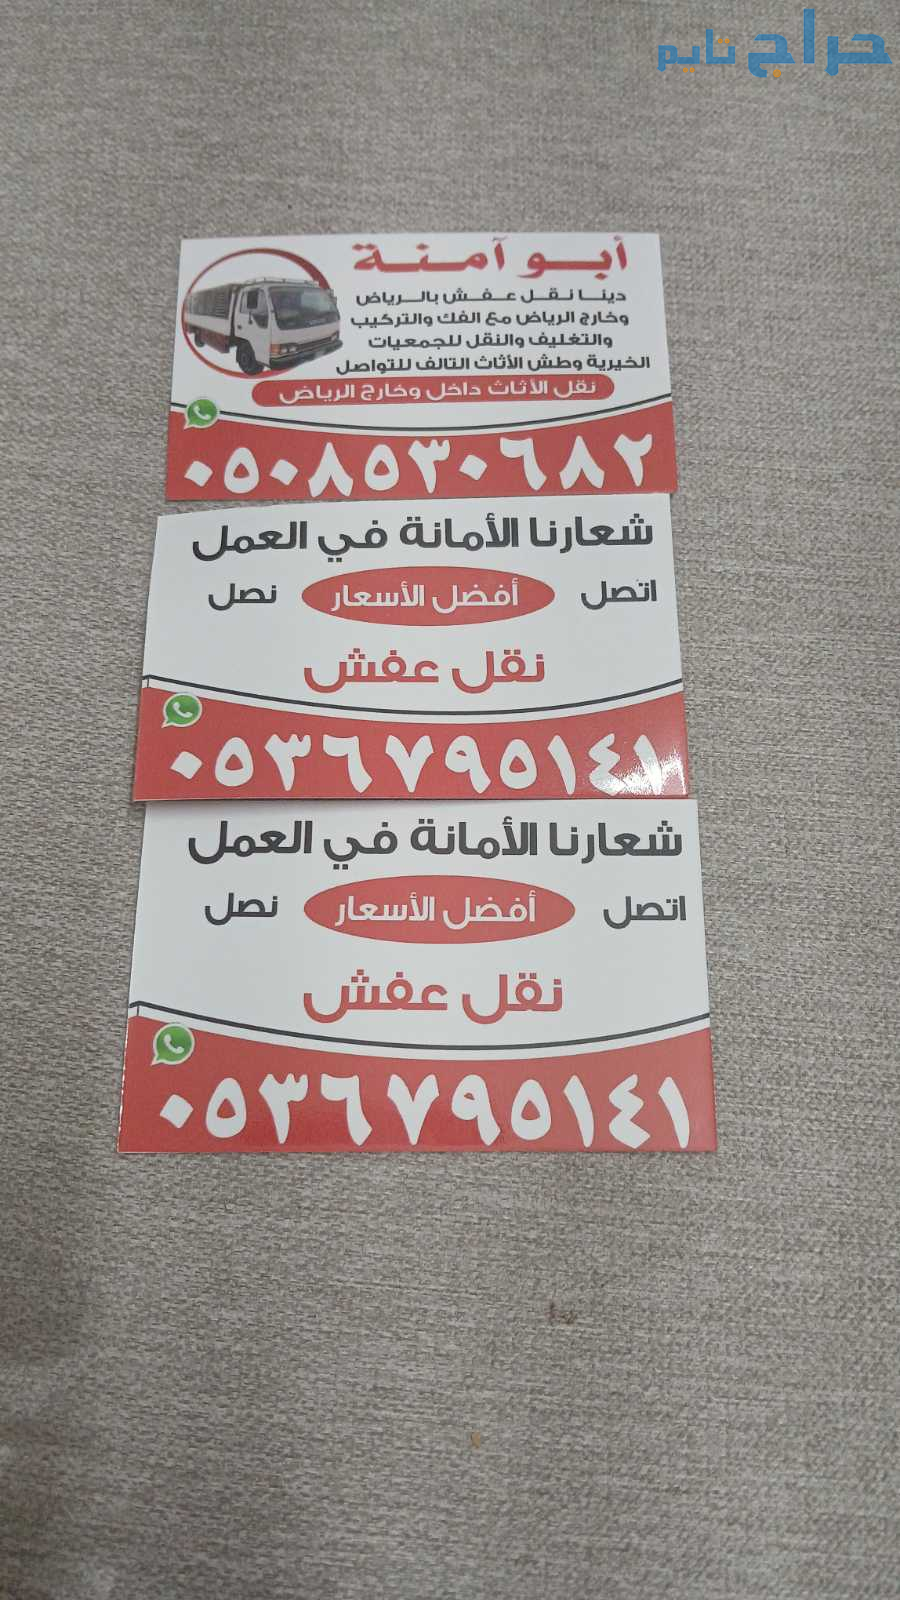 حراج تايم
أبو آمنة
دينا نقل عفش بالرياض
وخارج الرياض مع الفك والتركيب
والتغليف والنقل للجمعيات
الخيرية وطش الأثاث التالف للتواصل
نقل الأثاث داخل وخارج الرياض
٠٥٠٨٥٣٠٦٨٢
شعارنا الأمانة في العمل
اتصل أفضل الأسعار نصل
نقل عفش
٠٥٣٦٧٩٥١٤١
شعارنا الأمانة في العمل
اتصل أفضل الأسعار نصل
نقل عفش
٠٥٣٦٧٩٥١٤١